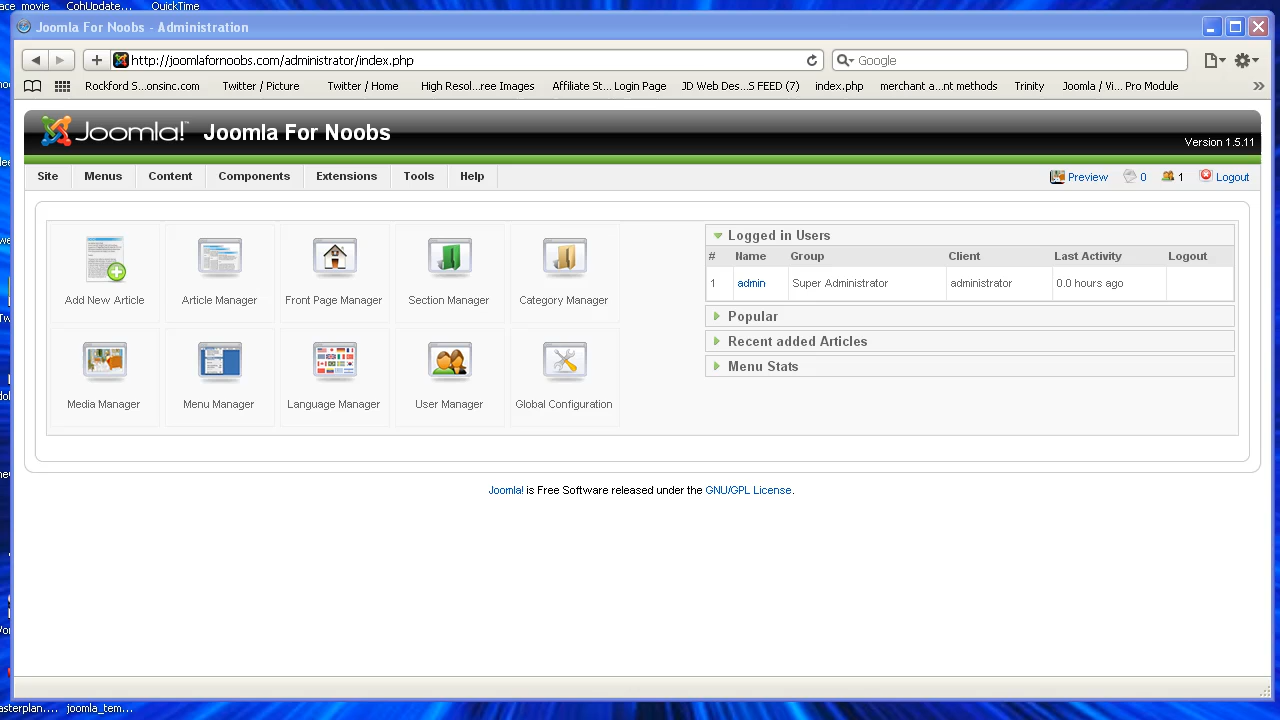 ace_movie CohUpdate... QuickTime
Joomla For Noobs - Administration
http://joomlafornoobs.com/administrator/index.php
Google
Rockford S...onsinc.com Twitter / Picture Twitter / Home High Resol...ree Images Affiliate St... Login Page JD Web Des...S FEED (7) index.php merchant a...nt methods Trinity Joomla / Vi... Pro Module
Joomla!™ Joomla For Noobs
Version 1.5.11
Site Menus Content Components Extensions Tools Help Preview 0 1 Logout
Logged in Users
# Name Group Client Last Activity Logout
1 admin Super Administrator administrator 0.0 hours ago
Add New Article Article Manager Front Page Manager Section Manager Category Manager
Popular
Recent added Articles
Menu Stats
Media Manager Menu Manager Language Manager User Manager Global Configuration
Joomla! is Free Software released under the GNU/GPL License.
asterplan.... joomla_tem...